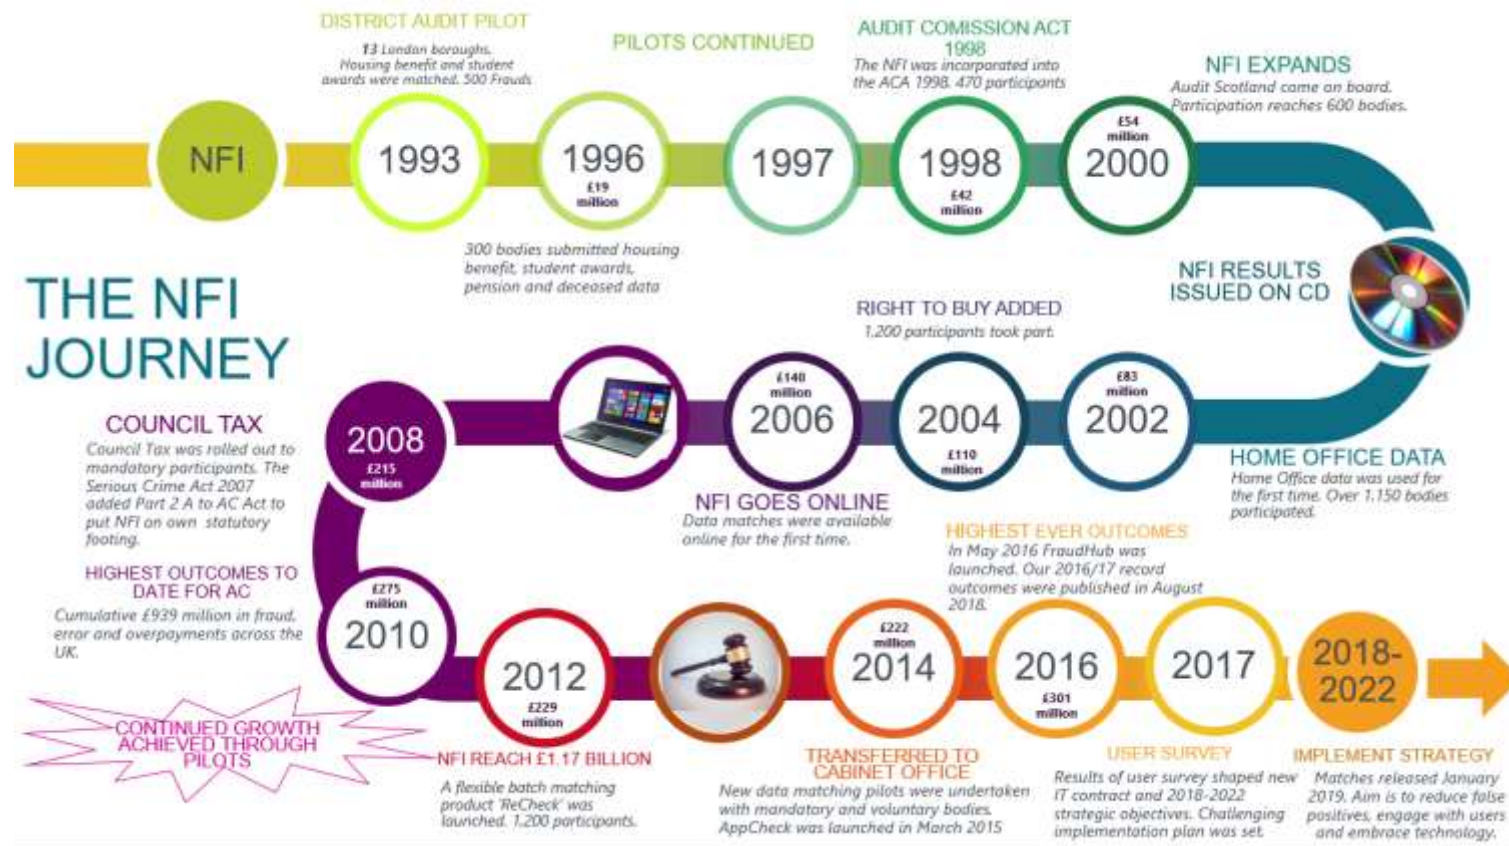 DISTRICT AUDIT PILOT
13 London boroughs.
Housing benefit and student
awards were matched. 500 Frauds
PILOTS CONTINUED
AUDIT COMISSION ACT
1998
The NFI was incorporated into
the ACA 1998. 470 participants
NFI EXPANDS
Audit Scotland came on board.
Participation reaches 600 bodies.
NFI
1993
1996
£19
million
1997
1998
£42
million
£54
million
2000
300 bodies submitted housing
benefit, student awards,
pension and deceased data
THE NFI
JOURNEY
NFI RESULTS
ISSUED ON CD
RIGHT TO BUY ADDED
1,200 participants took part.
£83
million
2002
2004
£110
million
£140
million
2006
HOME OFFICE DATA
Home Office data was used for
the first time. Over 1,150 bodies
participated.
NFI GOES ONLINE
Data matches were available
online for the first time.
2008
£215
million
COUNCIL TAX
Council Tax was rolled out to
mandatory participants. The
Serious Crime Act 2007
added Part 2 A to AC Act to
put NFI on own statutory
footing.
HIGHEST OUTCOMES TO
DATE FOR AC
Cumulative £939 million in fraud,
error and overpayments across the
UK.
£275
million
2010
CONTINUED GROWTH
ACHIEVED THROUGH
PILOTS
2012
£229
million
NFI REACH £1.17 BILLION
A flexible batch matching
product 'ReCheck' was
launched. 1,200 participants.
£222
million
2014
TRANSFERRED TO
CABINET OFFICE
New data matching pilots were undertaken
with mandatory and voluntary bodies.
AppCheck was launched in March 2015
HIGHEST EVER OUTCOMES
In May 2016 FraudHub was
launched. Our 2016/17 record
outcomes were published in August
2018.
2016
£301
million
2017
USER SURVEY
Results of user survey shaped new
IT contract and 2018-2022
strategic objectives. Challenging
implementation plan was set.
2018-
2022
IMPLEMENT STRATEGY
Matches released January
2019. Aim is to reduce false
positives, engage with users
and embrace technology.